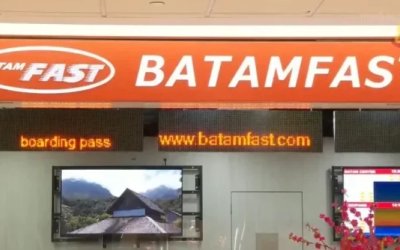 TAM FAST BATAMFAST
boarding pass www.batamfast.com